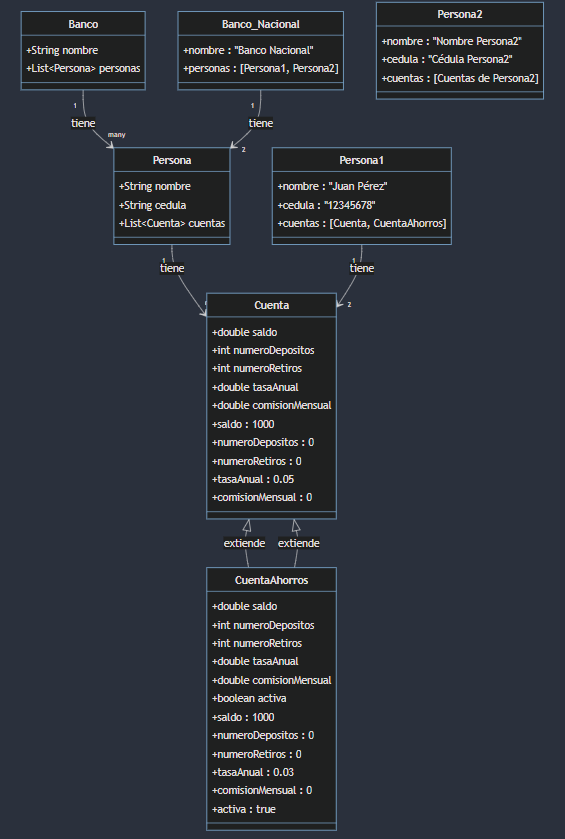 Banco
+String nombre
+List<Persona> personas
Banco_Nacional
+nombre : "Banco Nacional"
+personas : [Persona1, Persona2]
Persona2
+nombre : "Nombre Persona2"
+cedula : "Cédula Persona2"
+cuentas : [Cuentas de Persona2]
1
tiene
many
1
tiene
2
Persona
+String nombre
+String cedula
+List<Cuenta> cuentas
Persona1
+nombre : "Juan Pérez"
+cedula : "12345678"
+cuentas : [Cuenta, CuentaAhorros]
1
tiene
1
tiene
2
Cuenta
+double saldo
+int numeroDepositos
+int numeroRetiros
+double tasaAnual
+double comisionMensual
+saldo : 1000
+numeroDepositos : 0
+numeroRetiros : 0
+tasaAnual : 0.05
+comisionMensual : 0
extiende
extiende
CuentaAhorros
+double saldo
+int numeroDepositos
+int numeroRetiros
+double tasaAnual
+double comisionMensual
+boolean activa
+saldo : 1000
+numeroDepositos : 0
+numeroRetiros : 0
+tasaAnual : 0.03
+comisionMensual : 0
+activa : true